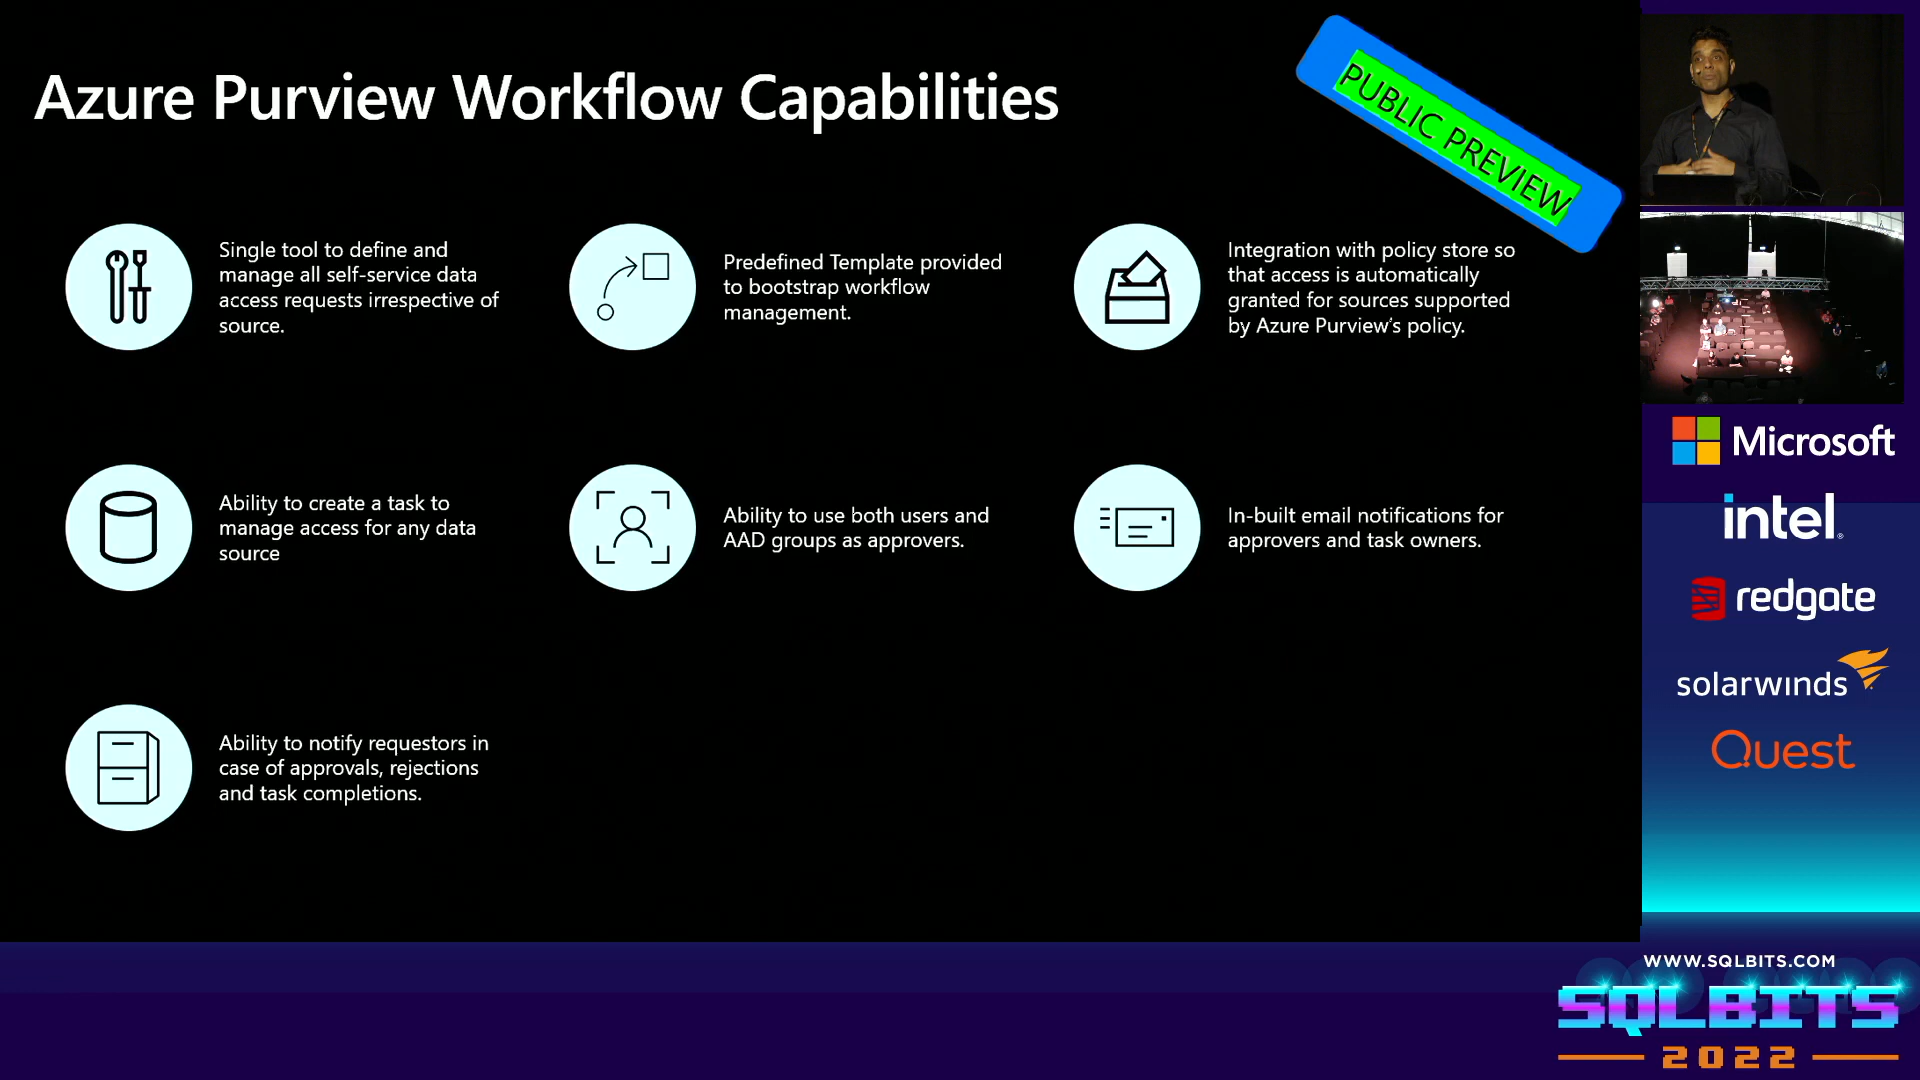 Azure Purview Workflow Capabilities
PUBLIC PREVIEW
Single tool to define and
manage all self-service data
access requests irrespective of
source.
Predefined Template provided
to bootstrap workflow
management.
Integration with policy store so
that access is automatically
granted for sources supported
by Azure Purview's policy.
Ability to create a task to
manage access for any data
source
Ability to use both users and
AAD groups as approvers.
In-built email notifications for
approvers and task owners.
Ability to notify requestors in
case of approvals, rejections
and task completions.
Microsoft
intel®
redgate
solarwinds
Quest
WWW.SQLBITS.COM
SQLBITS
2022